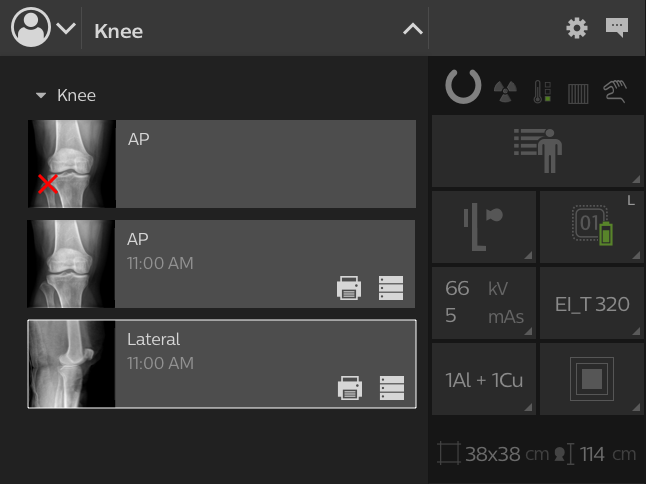 Knee
Knee
AP
AP
11:00 AM
Lateral
11:00 AM
L
01
66 kV
5 mAs
EI_T 320
1Al + 1Cu
38x38 cm 114 cm